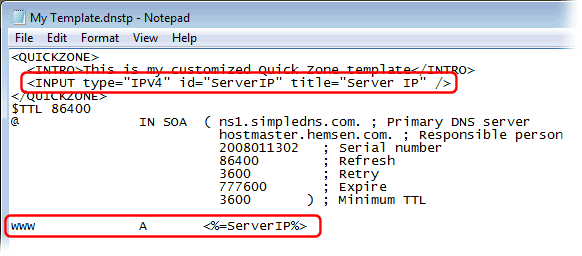 My Template.dnstp - Notepad
File Edit Format View Help
<QUICKZONE>
<INTRO>This is my customized Quick Zone template</INTRO>
<INPUT type="IPV4" id="ServerIP" title="Server IP" />
</QUICKZONE>
$TTL 86400
@ IN SOA ( ns1.simpledns.com. ; Primary DNS server
hostmaster.hemsen.com. ; Responsible person
2008011302 ; Serial number
86400 ; Refresh
3600 ; Retry
777600 ; Expire
3600 ) ; Minimum TTL
www A <%=ServerIP%>